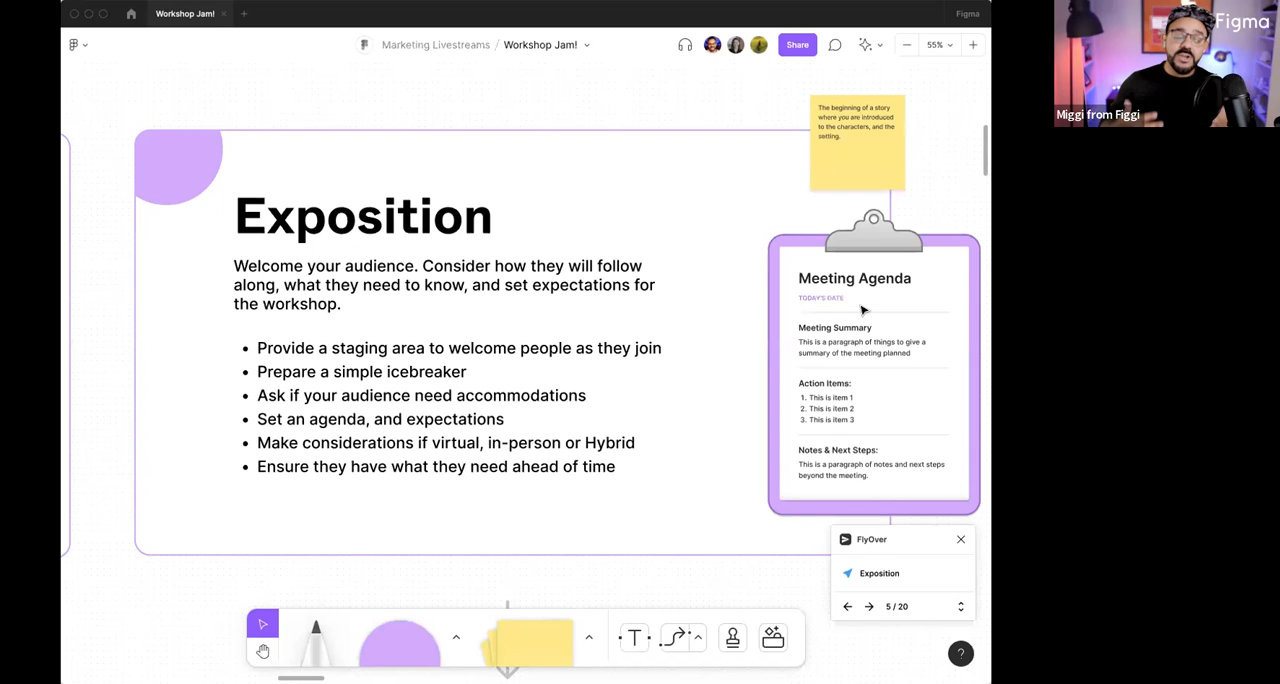 Workshop Jam!
Figma
Marketing Livestreams / Workshop Jam!
Share
55%
Figma
Miggi from Figgi
The beginning of a story
where you are introduced
to the characters, and the
setting.
Exposition
Welcome your audience. Consider how they will follow
along, what they need to know, and set expectations for
the workshop.
• Provide a staging area to welcome people as they join
• Prepare a simple icebreaker
• Ask if your audience need accommodations
• Set an agenda, and expectations
• Make considerations if virtual, in-person or Hybrid
• Ensure they have what they need ahead of time
Meeting Agenda
TODAY'S DATE
Meeting Summary
This is a paragraph of things to give a
summary of the meeting planned
Action Items:
1. This is item 1
2. This is item 2
3. This is item 3
Notes & Next Steps:
This is a paragraph of notes and next steps
beyond the meeting.
FlyOver
Exposition
5 / 20
T
?